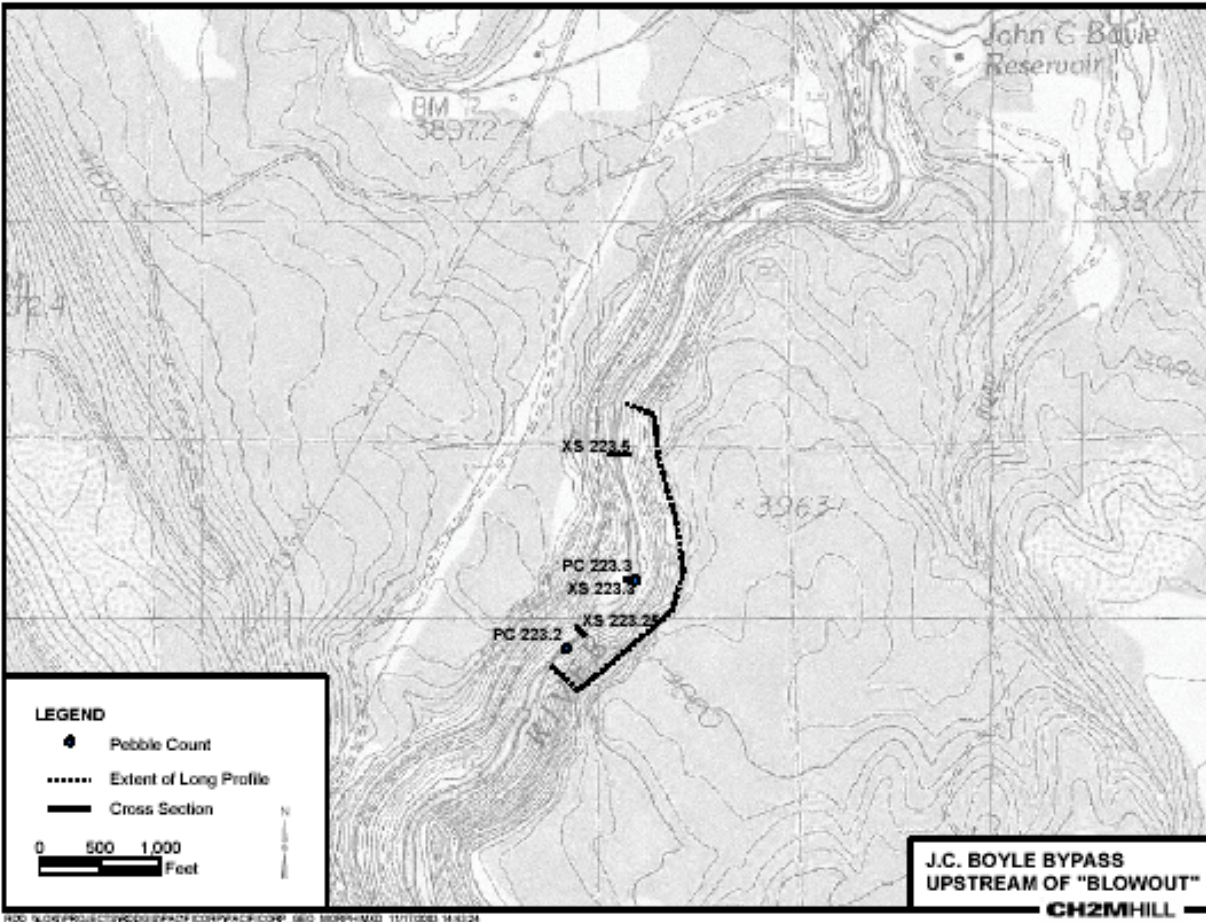 John C Boyle
Reservoir
BM
3897.2
XS 223.5
3963
PC 223.3
XS 223.3
XS 223.25
PC 223.2
4000
LEGEND
Pebble Count
Extent of Long Profile
Cross Section
N
0 500 1,000
Feet
J.C. BOYLE BYPASS
UPSTREAM OF "BLOWOUT"
CH2MHILL